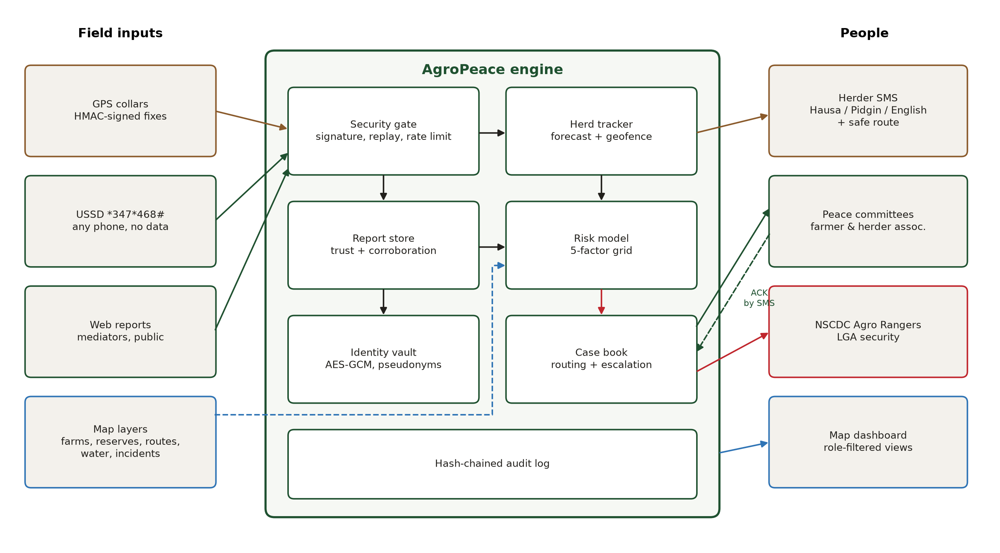 Field inputs
People
AgroPeace engine
GPS collars
HMAC-signed fixes
USSD *347*468#
any phone, no data
Web reports
mediators, public
Map layers
farms, reserves, routes,
water, incidents
Security gate
signature, replay, rate limit
Herd tracker
forecast + geofence
Report store
trust + corroboration
Risk model
5-factor grid
Identity vault
AES-GCM, pseudonyms
Case book
routing + escalation
Hash-chained audit log
Herder SMS
Hausa / Pidgin / English
+ safe route
Peace committees
farmer & herder assoc.
ACK
by SMS
NSCDC Agro Rangers
LGA security
Map dashboard
role-filtered views